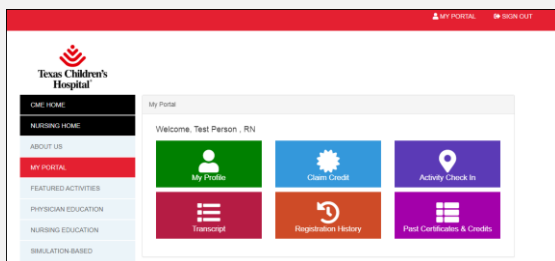 MY PORTAL SIGN OUT
Texas Children's
Hospital
CME HOME
NURSING HOME
ABOUT US
MY PORTAL
FEATURED ACTIVITIES
PHYSICIAN EDUCATION
NURSING EDUCATION
SIMULATION-BASED
My Portal
Welcome, Test Person , RN
My Profile
Claim Credit
Activity Check In
Transcript
Registration History
Past Certificates & Credits